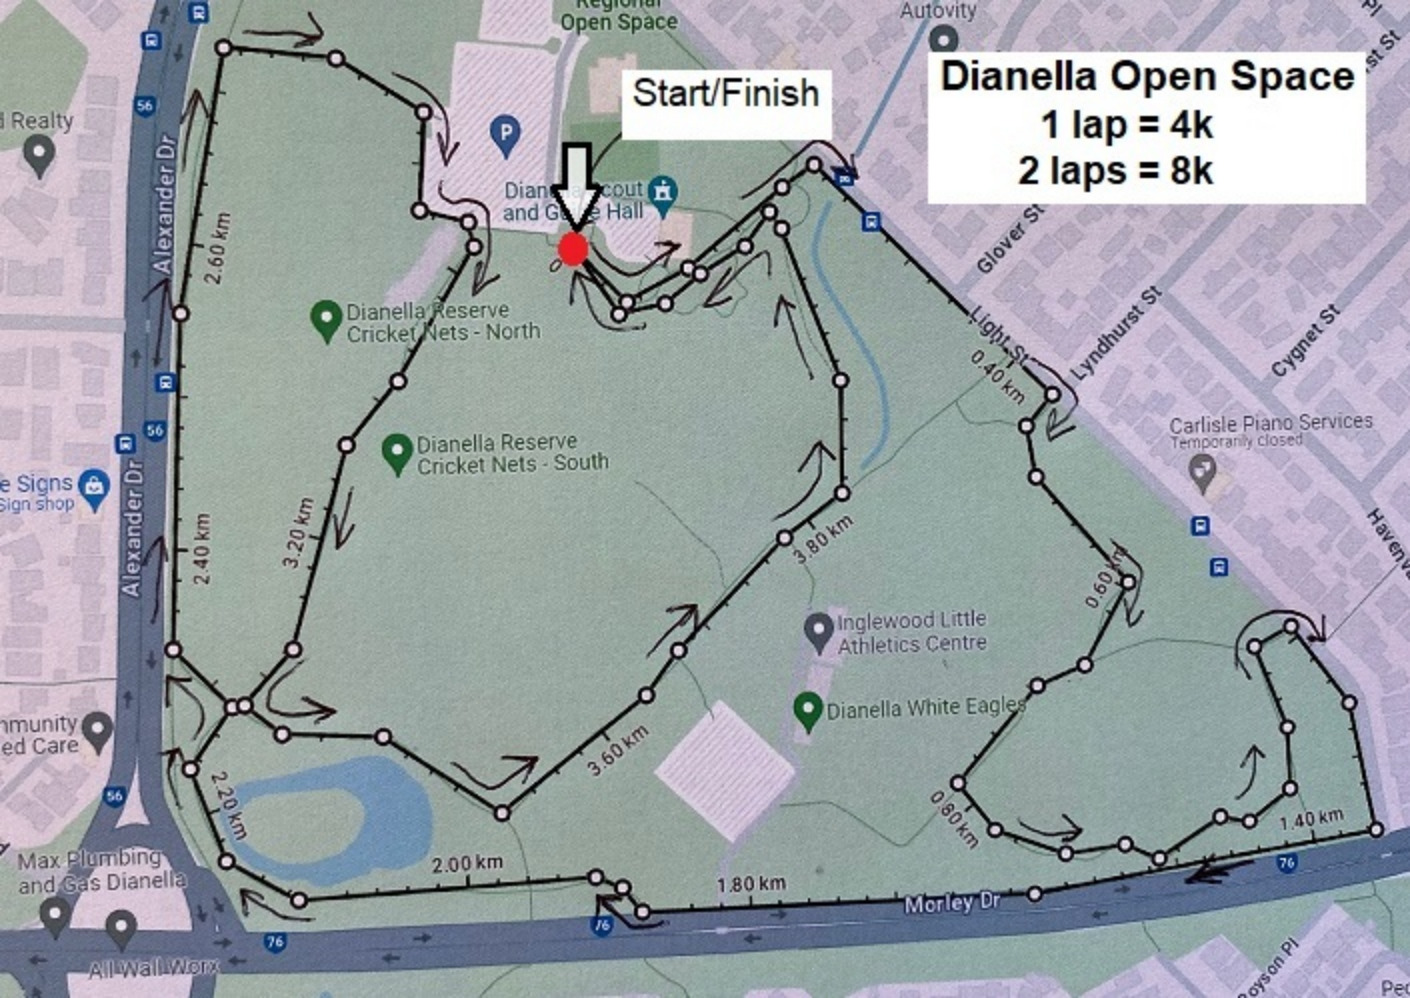 Regional
Open Space
Autovity
Start/Finish
Dianella Open Space
1 lap = 4k
2 laps = 8k
d Realty
56
Alexander Dr
P
and Hall
2.60 km
0
Glover St
Light St
Lyndhurst St
Cygnet St
0.40 km
Dianella Reserve
Cricket Nets - North
56
Dianella Reserve
Cricket Nets - South
Carlisle Piano Services
Temporarily closed
e Signs
Sign shop
Alexander Dr
2.40 km
3.20 km
3.80 km
0.60 km
Inglewood Little
Athletics Centre
Dianella White Eagles
mmunity
ed Care
3.60 km
56
2.20 km
0.80 km
1.40 km
76
Max Plumbing
and Gas Dianella
2.00 km
1.80 km
Morley Dr
76
76
All Wall Worx
oyson Pl